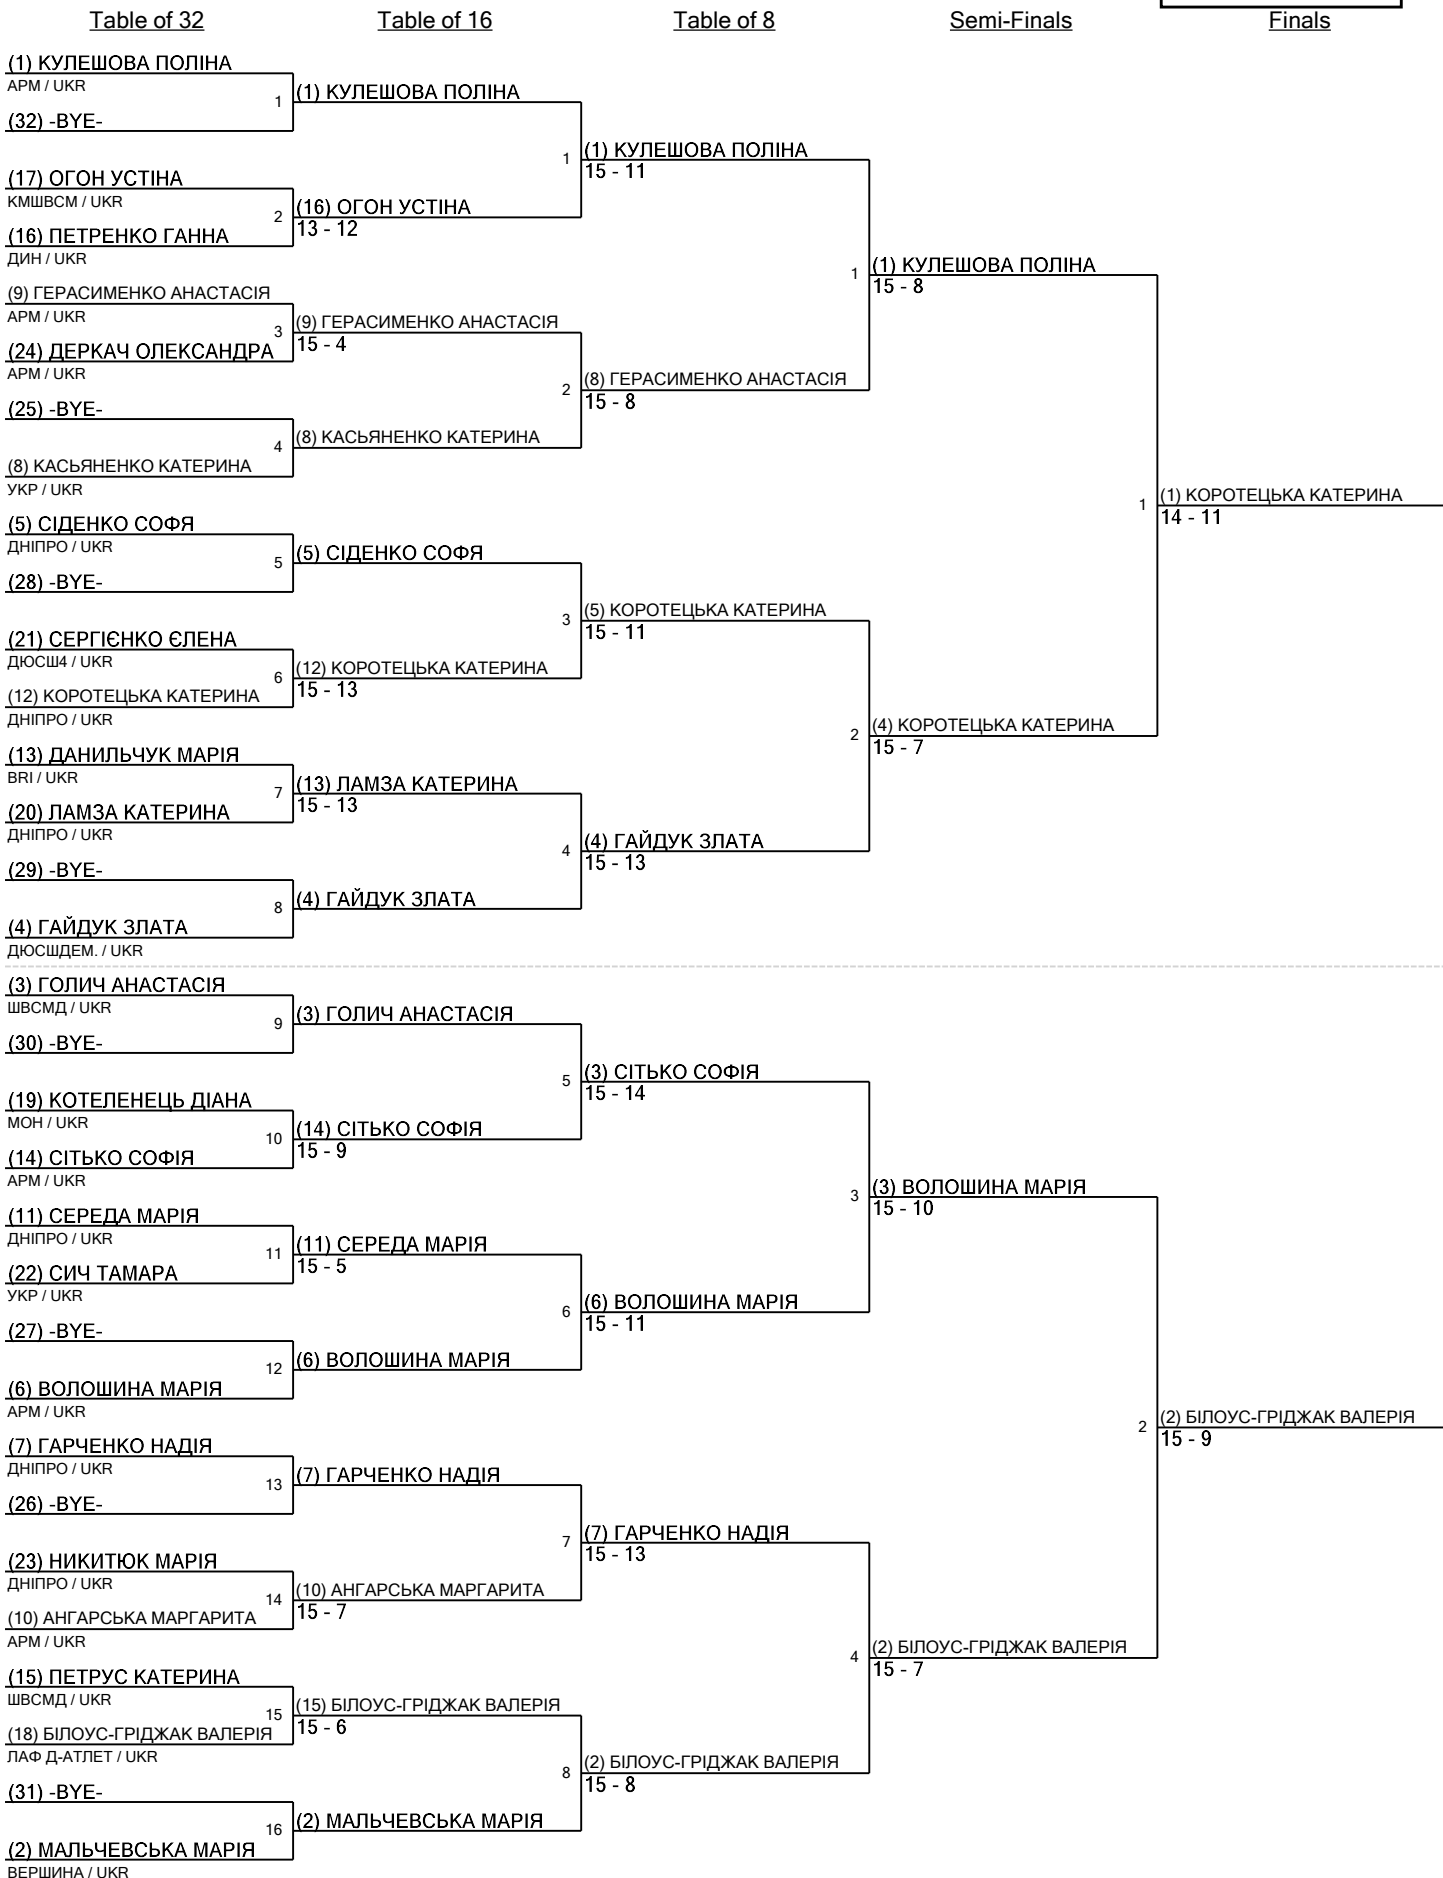 Table of 32
Table of 16
Table of 8
Semi-Finals
Finals
(1) КУЛЕШОВА ПОЛІНА
АРМ / UKR
1
(32) -BYE-
(17) ОГОН УСТІНА
КМШВСМ / UKR
2
(16) ПЕТРЕНКО ГАННА
ДИН / UKR
(9) ГЕРАСИМЕНКО АНАСТАСІЯ
АРМ / UKR
3
(24) ДЕРКАЧ ОЛЕКСАНДРА
АРМ / UKR
(25) -BYE-
4
(8) КАСЬЯНЕНКО КАТЕРИНА
УКР / UKR
(5) СІДЕНКО СОФЯ
ДНІПРО / UKR
5
(28) -BYE-
(21) СЕРГІЄНКО ЄЛЕНА
ДЮСШ4 / UKR
6
(12) КОРОТЕЦЬКА КАТЕРИНА
ДНІПРО / UKR
(13) ДАНИЛЬЧУК МАРІЯ
BRI / UKR
7
(20) ЛАМЗА КАТЕРИНА
ДНІПРО / UKR
(29) -BYE-
8
(4) ГАЙДУК ЗЛАТА
ДЮСШДЕМ. / UKR
(3) ГОЛИЧ АНАСТАСІЯ
ШВСМД / UKR
9
(30) -BYE-
(19) КОТЕЛЕНЕЦЬ ДІАНА
МОН / UKR
10
(14) СІТЬКО СОФІЯ
АРМ / UKR
(11) СЕРЕДА МАРІЯ
ДНІПРО / UKR
11
(22) СИЧ ТАМАРА
УКР / UKR
(27) -BYE-
12
(6) ВОЛОШИНА МАРІЯ
АРМ / UKR
(7) ГАРЧЕНКО НАДІЯ
ДНІПРО / UKR
13
(26) -BYE-
(23) НИКИТЮК МАРІЯ
ДНІПРО / UKR
14
(10) АНГАРСЬКА МАРГАРИТА
АРМ / UKR
(15) ПЕТРУС КАТЕРИНА
ШВСМД / UKR
15
(18) БІЛОУС-ГРІДЖАК ВАЛЕРІЯ
ЛАФ Д-АТЛЕТ / UKR
(31) -BYE-
16
(2) МАЛЬЧЕВСЬКА МАРІЯ
ВЕРШИНА / UKR
(1) КУЛЕШОВА ПОЛІНА
1
(16) ОГОН УСТІНА
13 - 12
(9) ГЕРАСИМЕНКО АНАСТАСІЯ
15 - 4
2
(8) КАСЬЯНЕНКО КАТЕРИНА
(5) СІДЕНКО СОФЯ
3
(12) КОРОТЕЦЬКА КАТЕРИНА
15 - 13
(13) ЛАМЗА КАТЕРИНА
15 - 13
4
(4) ГАЙДУК ЗЛАТА
(3) ГОЛИЧ АНАСТАСІЯ
5
(14) СІТЬКО СОФІЯ
15 - 9
(11) СЕРЕДА МАРІЯ
15 - 5
6
(6) ВОЛОШИНА МАРІЯ
(7) ГАРЧЕНКО НАДІЯ
7
(10) АНГАРСЬКА МАРГАРИТА
15 - 7
(15) БІЛОУС-ГРІДЖАК ВАЛЕРІЯ
15 - 6
8
(2) МАЛЬЧЕВСЬКА МАРІЯ
(1) КУЛЕШОВА ПОЛІНА
15 - 11
1
(8) ГЕРАСИМЕНКО АНАСТАСІЯ
15 - 8
(5) КОРОТЕЦЬКА КАТЕРИНА
15 - 11
2
(4) ГАЙДУК ЗЛАТА
15 - 13
(3) СІТЬКО СОФІЯ
15 - 14
3
(6) ВОЛОШИНА МАРІЯ
15 - 11
(7) ГАРЧЕНКО НАДІЯ
15 - 13
4
(2) БІЛОУС-ГРІДЖАК ВАЛЕРІЯ
15 - 8
(1) КУЛЕШОВА ПОЛІНА
15 - 8
1
(4) КОРОТЕЦЬКА КАТЕРИНА
15 - 7
(3) ВОЛОШИНА МАРІЯ
15 - 10
2
(2) БІЛОУС-ГРІДЖАК ВАЛЕРІЯ
15 - 7
(1) КОРОТЕЦЬКА КАТЕРИНА
14 - 11
(2) БІЛОУС-ГРІДЖАК ВАЛЕРІЯ
15 - 9